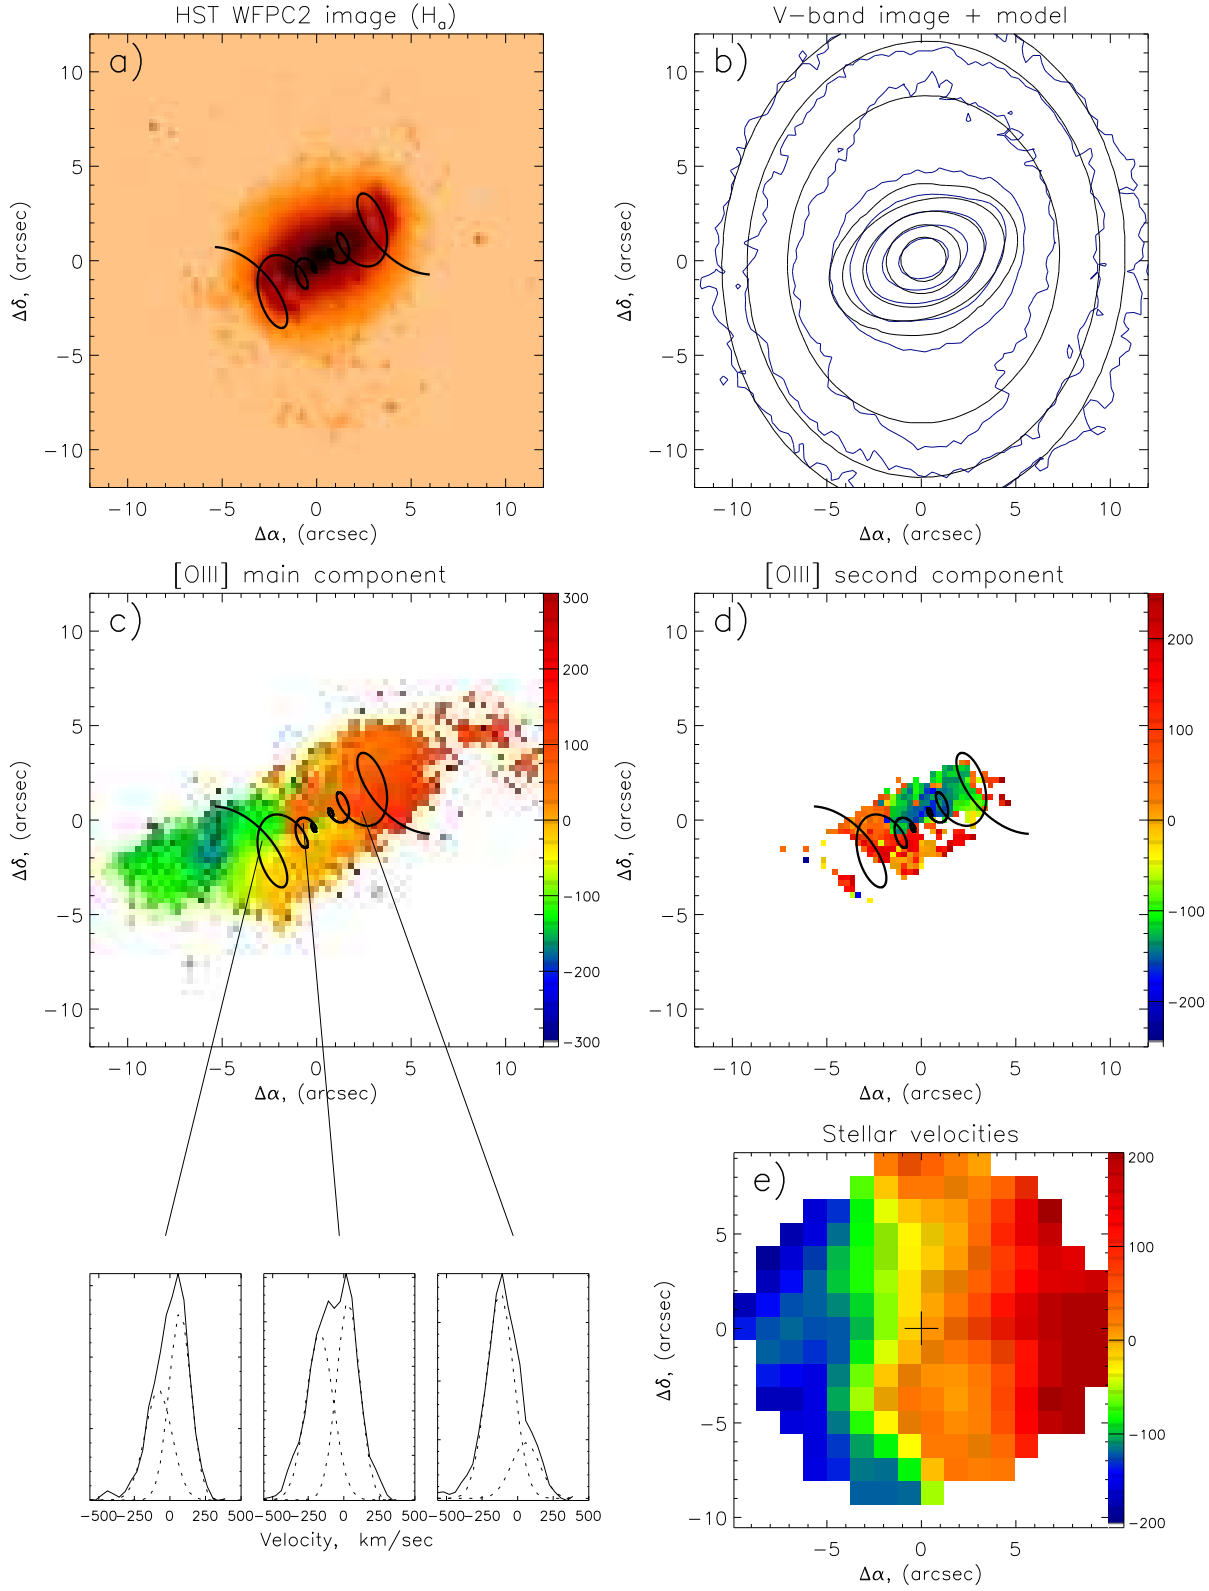 HST WFPC2 image (Hα)
V-band image + model
a)
b)
10
5
0
−5
−10
Δδ, (arcsec)
−10 −5 0 5 10
Δα, (arcsec)
10
5
0
−5
−10
Δδ, (arcsec)
−10 −5 0 5 10
Δα, (arcsec)
[OIII] main component
[OIII] second component
c)
d)
10
5
0
−5
−10
Δδ, (arcsec)
−10 −5 0 5 10
Δα, (arcsec)
300
200
100
0
−100
−200
−300
10
5
0
−5
−10
Δδ, (arcsec)
−10 −5 0 5 10
Δα, (arcsec)
200
100
0
−100
−200
Stellar velocities
e)
5
0
−5
−10
Δδ, (arcsec)
−5 0 5
Δα, (arcsec)
200
100
0
−100
−200
−500 −250 0 250 500
−500 −250 0 250 500
−500 −250 0 250 500
Velocity, km/sec